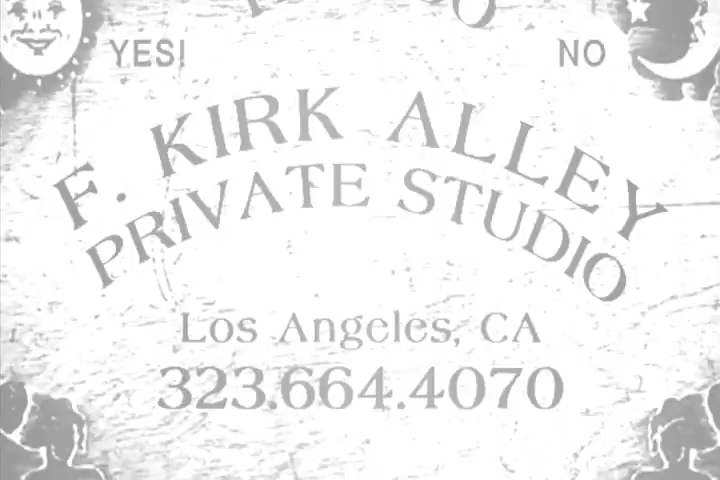 YES! NO
F. KIRK ALLEY
PRIVATE STUDIO
Los Angeles, CA
323.664.4070